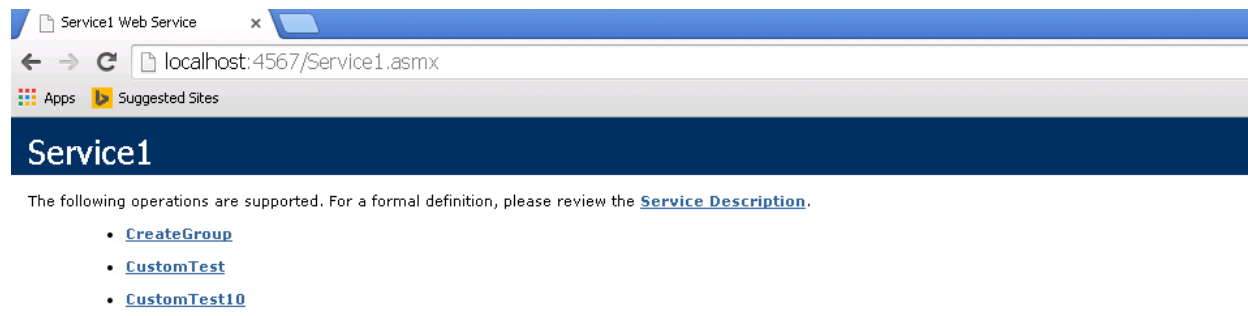 Service1 Web Service
localhost:4567/Service1.asmx
Apps Suggested Sites
Service1
The following operations are supported. For a formal definition, please review the Service Description.
CreateGroup
CustomTest
CustomTest10